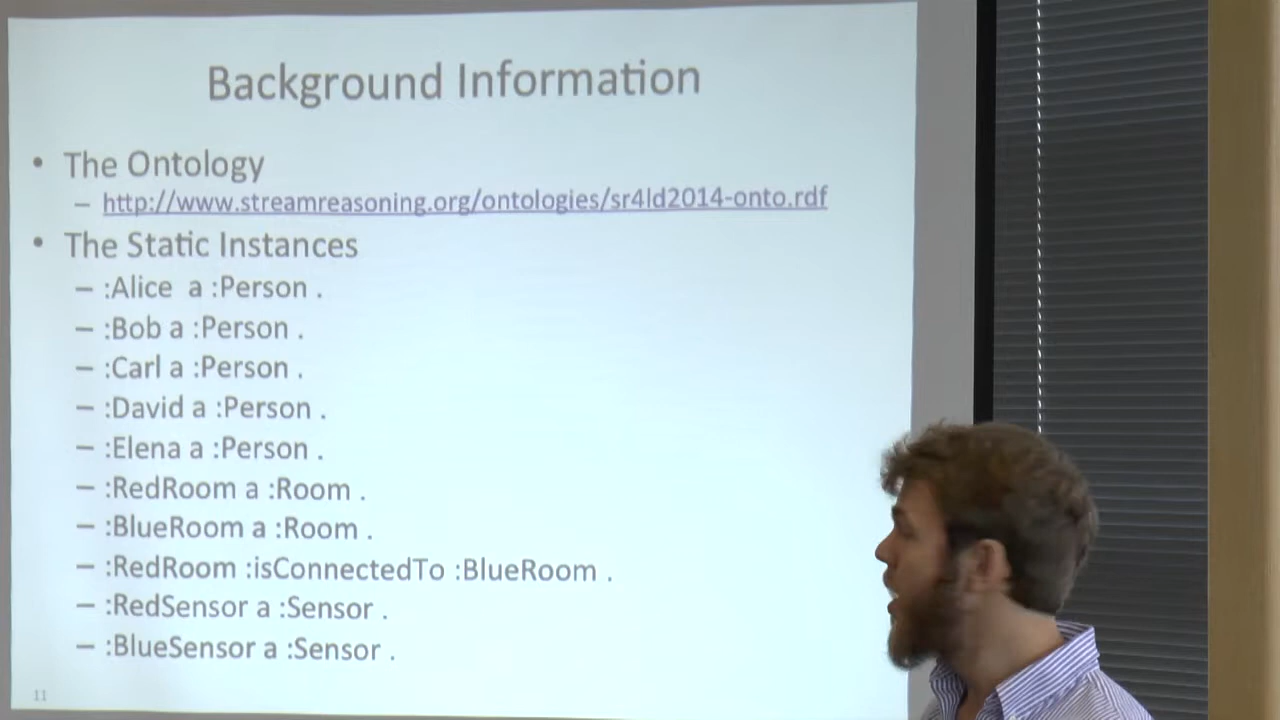 Background Information
• The Ontology
– http://www.streamreasoning.org/ontologies/sr4ld2014-onto.rdf
• The Static Instances
– :Alice a :Person .
– :Bob a :Person .
– :Carl a :Person .
– :David a :Person .
– :Elena a :Person .
– :RedRoom a :Room .
– :BlueRoom a :Room .
– :RedRoom :isConnectedTo :BlueRoom .
– :RedSensor a :Sensor .
– :BlueSensor a :Sensor .
11